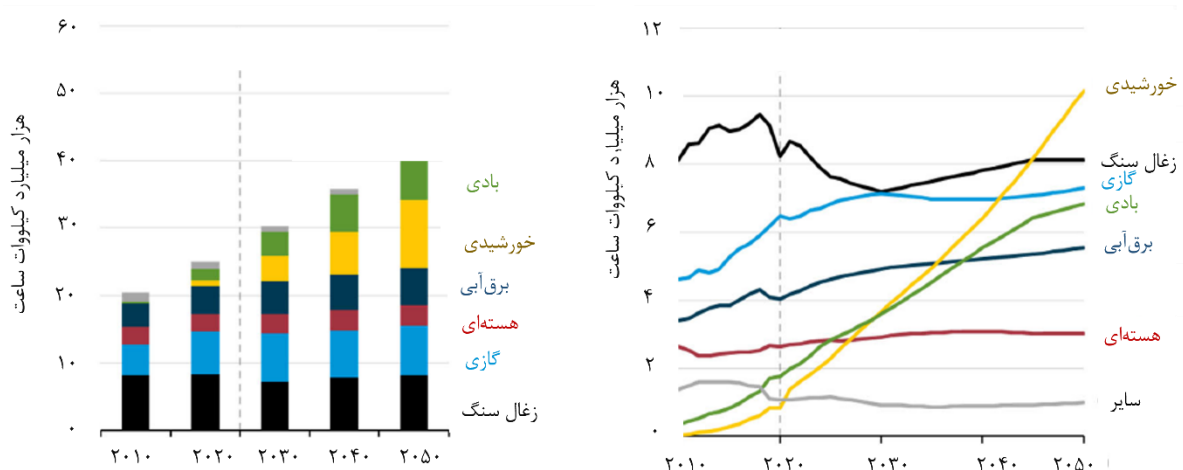 ۶۰
۵۰
۴۰
۳۰
۲۰
۱۰
۰
هزار میلیارد کیلووات ساعت
۲۰۱۰
۲۰۲۰
۲۰۳۰
۲۰۴۰
۲۰۵۰
بادی
خورشیدی
برق‌آبی
هسته‌ای
گازی
زغال سنگ
۱۲
۱۰
۸
۶
۴
۲
۰
هزار میلیارد کیلووات ساعت
۲۰۱۰
۲۰۲۰
۲۰۳۰
۲۰۴۰
۲۰۵۰
خورشیدی
زغال سنگ
گازی
بادی
برق‌آبی
هسته‌ای
سایر